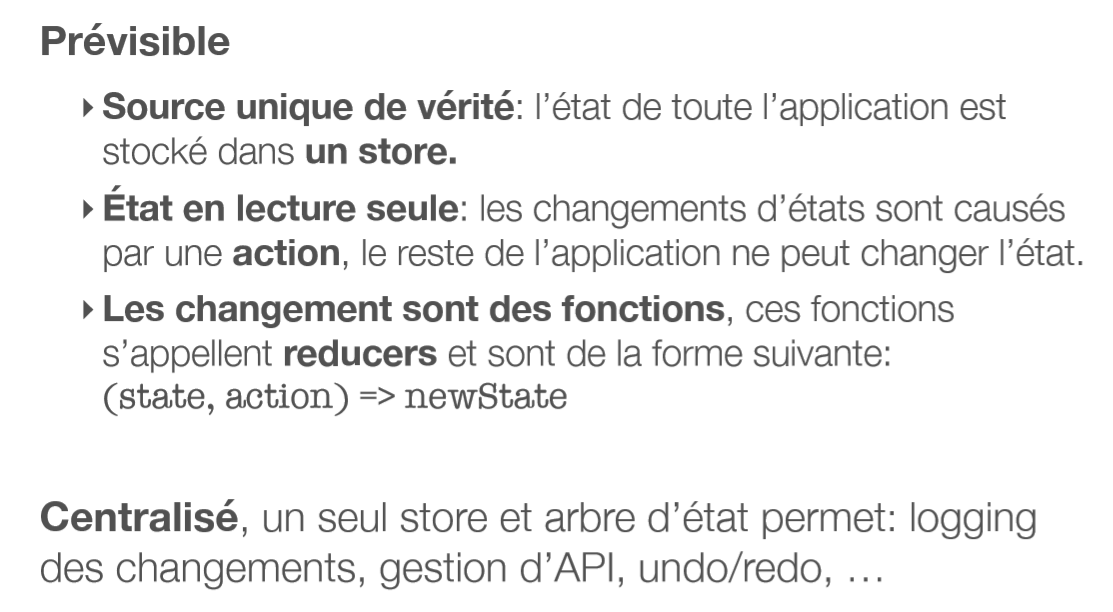 Prévisible
▸ Source unique de vérité: l’état de toute l’application est
stocké dans un store.
▸ État en lecture seule: les changements d’états sont causés
par une action, le reste de l’application ne peut changer l’état.
▸ Les changement sont des fonctions, ces fonctions
s’appellent reducers et sont de la forme suivante:
(state, action) => newState
Centralisé, un seul store et arbre d’état permet: logging
des changements, gestion d’API, undo/redo, …